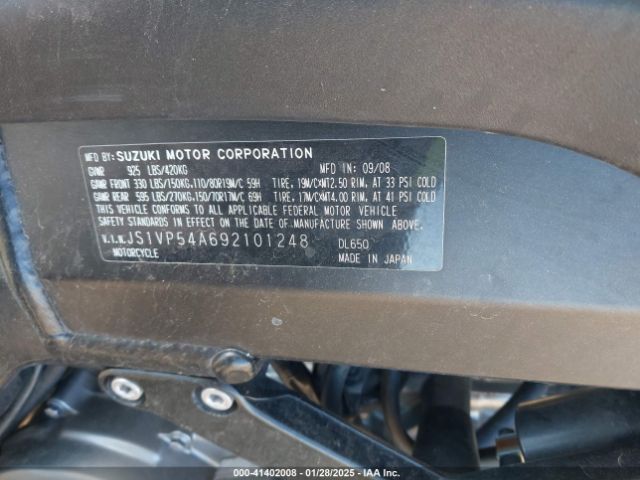 MFD BY: SUZUKI MOTOR CORPORATION
GVWR 925 LBS/420KG MFD IN: 09/08
GAWR FRONT 330 LBS/150KG,110/80R19M/C 59H TIRE, 19M/C×MT2.50 RIM, AT 33 PSI COLD
GAWR REAR 595 LBS/270KG,150/70R17M/C 69H TIRE, 17M/C×MT4.00 RIM, AT 41 PSI COLD
THIS VEHICLE CONFORMS TO ALL APPLICABLE FEDERAL MOTOR VEHICLE
SAFETY STANDARDS IN EFFECT ON THE DATE OF MANUFACTURE SHOWN ABOVE.
V.I.N. JS1VP54A692101248 DL650
MOTORCYCLE MADE IN JAPAN
000-41402008 - 01/28/2025 - IAA Inc.